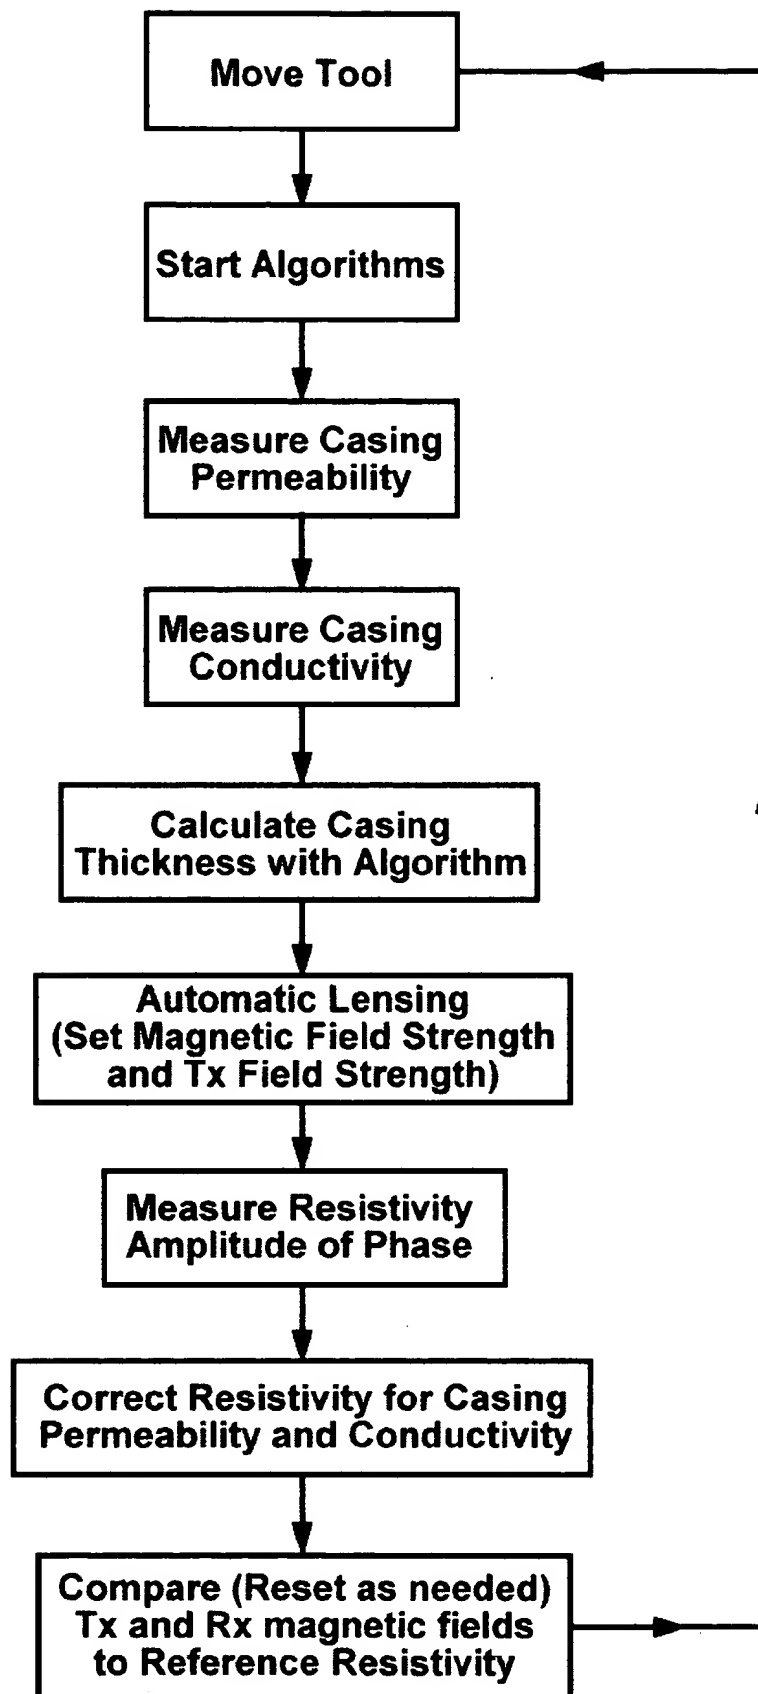 Move Tool
Start Algorithms
Measure Casing
Permeability
Measure Casing
Conductivity
Calculate Casing
Thickness with Algorithm
Automatic Lensing
(Set Magnetic Field Strength
and Tx Field Strength)
Measure Resistivity
Amplitude of Phase
Correct Resistivity for Casing
Permeability and Conductivity
Compare (Reset as needed)
Tx and Rx magnetic fields
to Reference Resistivity